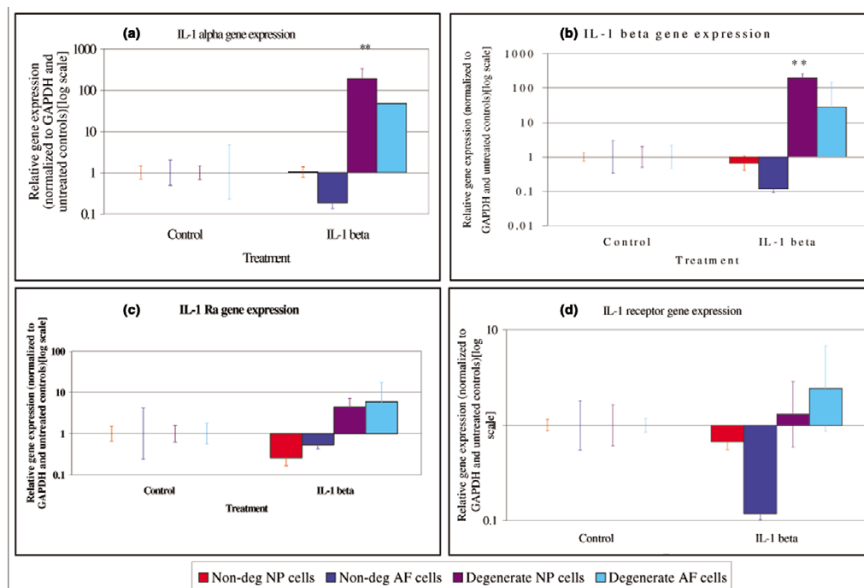 (a) IL-1 alpha gene expression
Relative gene expression
(normalized to GAPDH and
untreated controls)[log scale]
1000
100
10
1
0.1
**
Control IL-1 beta
Treatment
(b) IL-1 beta gene expression
Relative gene expression (normalized to
GAPDH and untreated controls)[log scale]
1000
100
10
1
0.1
0.01
**
Control IL-1 beta
Treatment
(c) IL-1 Ra gene expression
Relative gene expression (normalized to
GAPDH and untreated controls)[log scale]
100
10
1
0.1
Control IL-1 beta
Treatment
(d) IL-1 receptor gene expression
Relative gene expression (normalized to
GAPDH and untreated controls)[log
scale]
10
1
0.1
Control IL-1 beta
Non-deg NP cells Non-deg AF cells Degenerate NP cells Degenerate AF cells